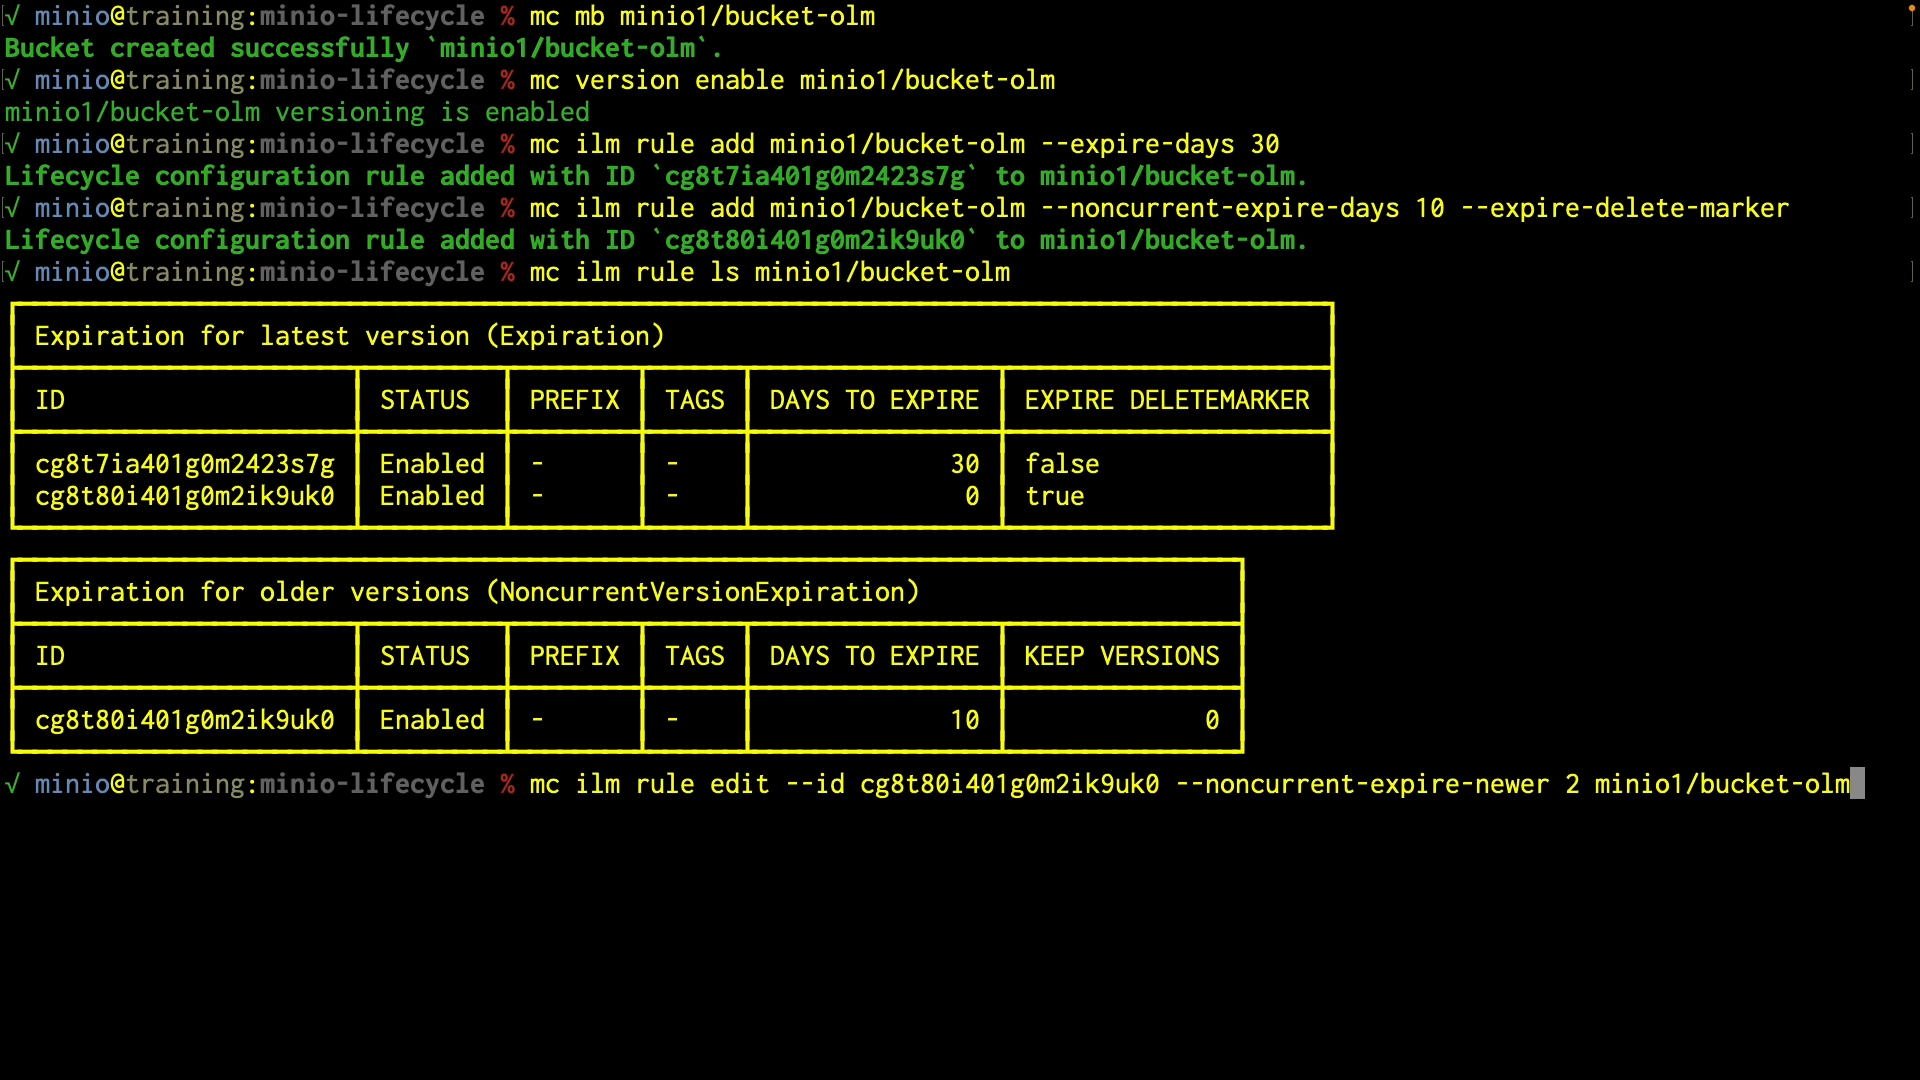 √ minio@training:minio-lifecycle % mc mb minio1/bucket-olm
Bucket created successfully `minio1/bucket-olm`.
√ minio@training:minio-lifecycle % mc version enable minio1/bucket-olm
minio1/bucket-olm versioning is enabled
√ minio@training:minio-lifecycle % mc ilm rule add minio1/bucket-olm --expire-days 30
Lifecycle configuration rule added with ID `cg8t7ia401g0m2423s7g` to minio1/bucket-olm.
√ minio@training:minio-lifecycle % mc ilm rule add minio1/bucket-olm --noncurrent-expire-days 10 --expire-delete-marker
Lifecycle configuration rule added with ID `cg8t80i401g0m2ik9uk0` to minio1/bucket-olm.
√ minio@training:minio-lifecycle % mc ilm rule ls minio1/bucket-olm
Expiration for latest version (Expiration)
ID STATUS PREFIX TAGS DAYS TO EXPIRE EXPIRE DELETEMARKER
cg8t7ia401g0m2423s7g Enabled - - 30 false
cg8t80i401g0m2ik9uk0 Enabled - - 0 true
Expiration for older versions (NoncurrentVersionExpiration)
ID STATUS PREFIX TAGS DAYS TO EXPIRE KEEP VERSIONS
cg8t80i401g0m2ik9uk0 Enabled - - 10 0
√ minio@training:minio-lifecycle % mc ilm rule edit --id cg8t80i401g0m2ik9uk0 --noncurrent-expire-newer 2 minio1/bucket-olm